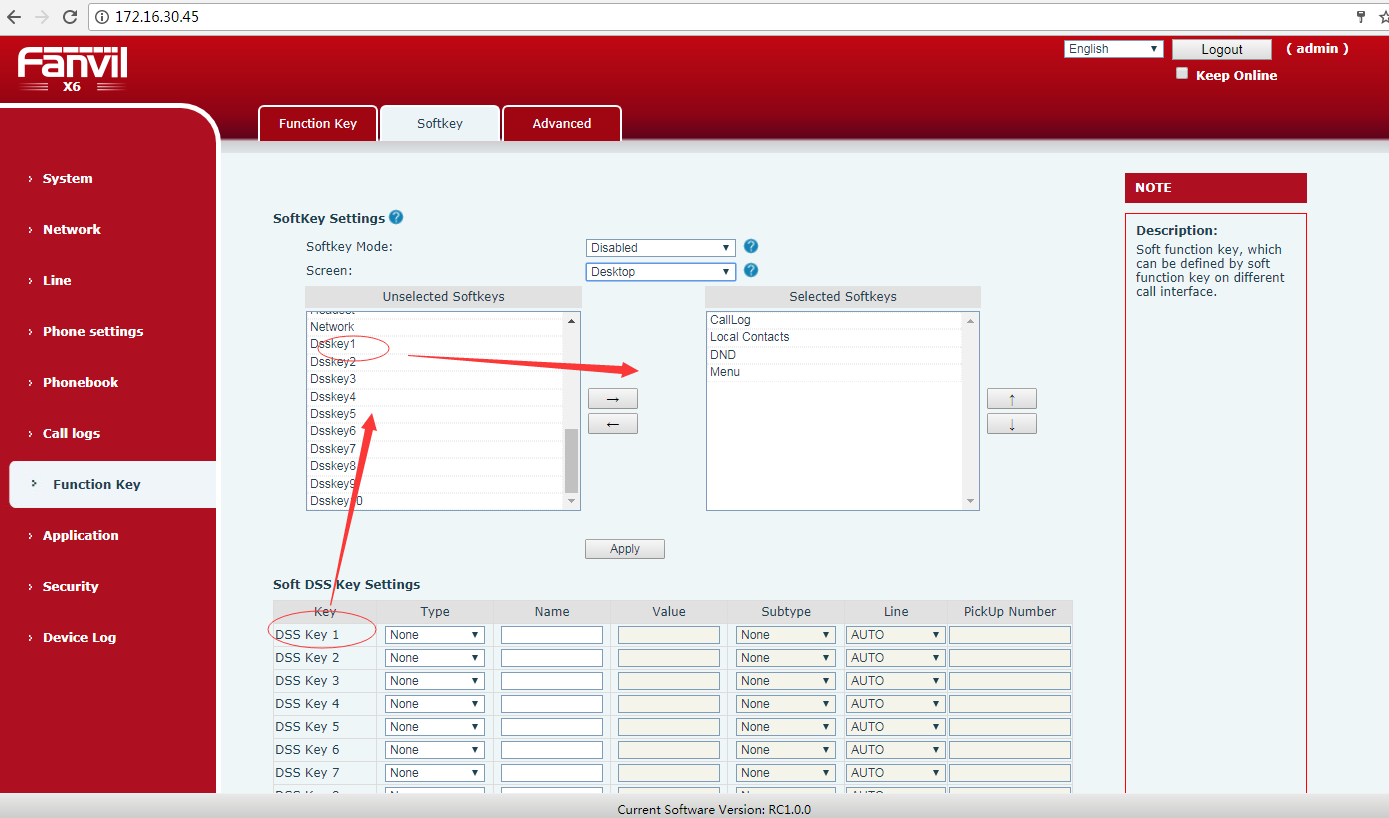 172.16.30.45
Fanvil
X6
English
Logout
( admin )
Keep Online
Function Key
Softkey
Advanced
System
Network
Line
Phone settings
Phonebook
Call logs
Function Key
Application
Security
Device Log
SoftKey Settings
Softkey Mode:
Disabled
Screen:
Desktop
Unselected Softkeys
Network
Dsskey1
Dsskey2
Dsskey3
Dsskey4
Dsskey5
Dsskey6
Dsskey7
Dsskey8
Dsskey9
Dsskey10
→
←
Selected Softkeys
CallLog
Local Contacts
DND
Menu
↑
↓
Apply
Soft DSS Key Settings
Key Type Name Value Subtype Line PickUp Number
DSS Key 1 None None AUTO
DSS Key 2 None None AUTO
DSS Key 3 None None AUTO
DSS Key 4 None None AUTO
DSS Key 5 None None AUTO
DSS Key 6 None None AUTO
DSS Key 7 None None AUTO
NOTE
Description:
Soft function key, which
can be defined by soft
function key on different
call interface.
Current Software Version: RC1.0.0